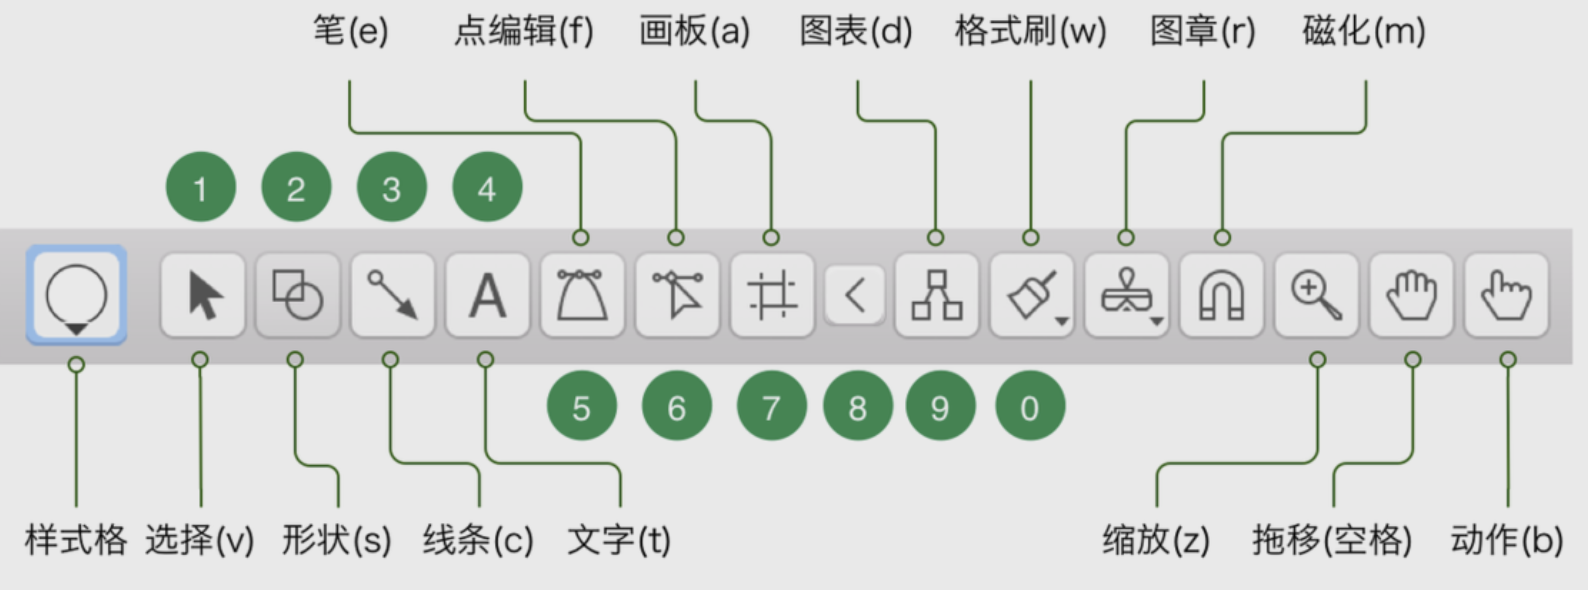 笔(e) 点编辑(f) 画板(a) 图表(d) 格式刷(w) 图章(r) 磁化(m)
1 2 3 4
A
5 6 7 8 9 0
样式格 选择(v) 形状(s) 线条(c) 文字(t) 缩放(z) 拖移(空格) 动作(b)